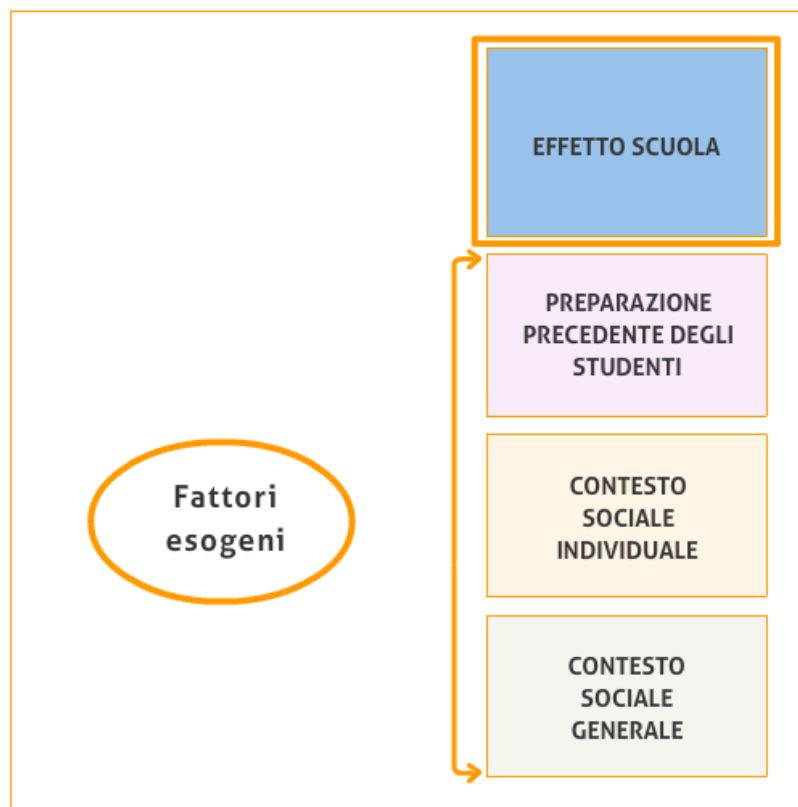 EFFETTO SCUOLA
PREPARAZIONE
PRECEDENTE DEGLI
STUDENTI
Fattori
esogeni
CONTESTO
SOCIALE
INDIVIDUALE
CONTESTO
SOCIALE
GENERALE